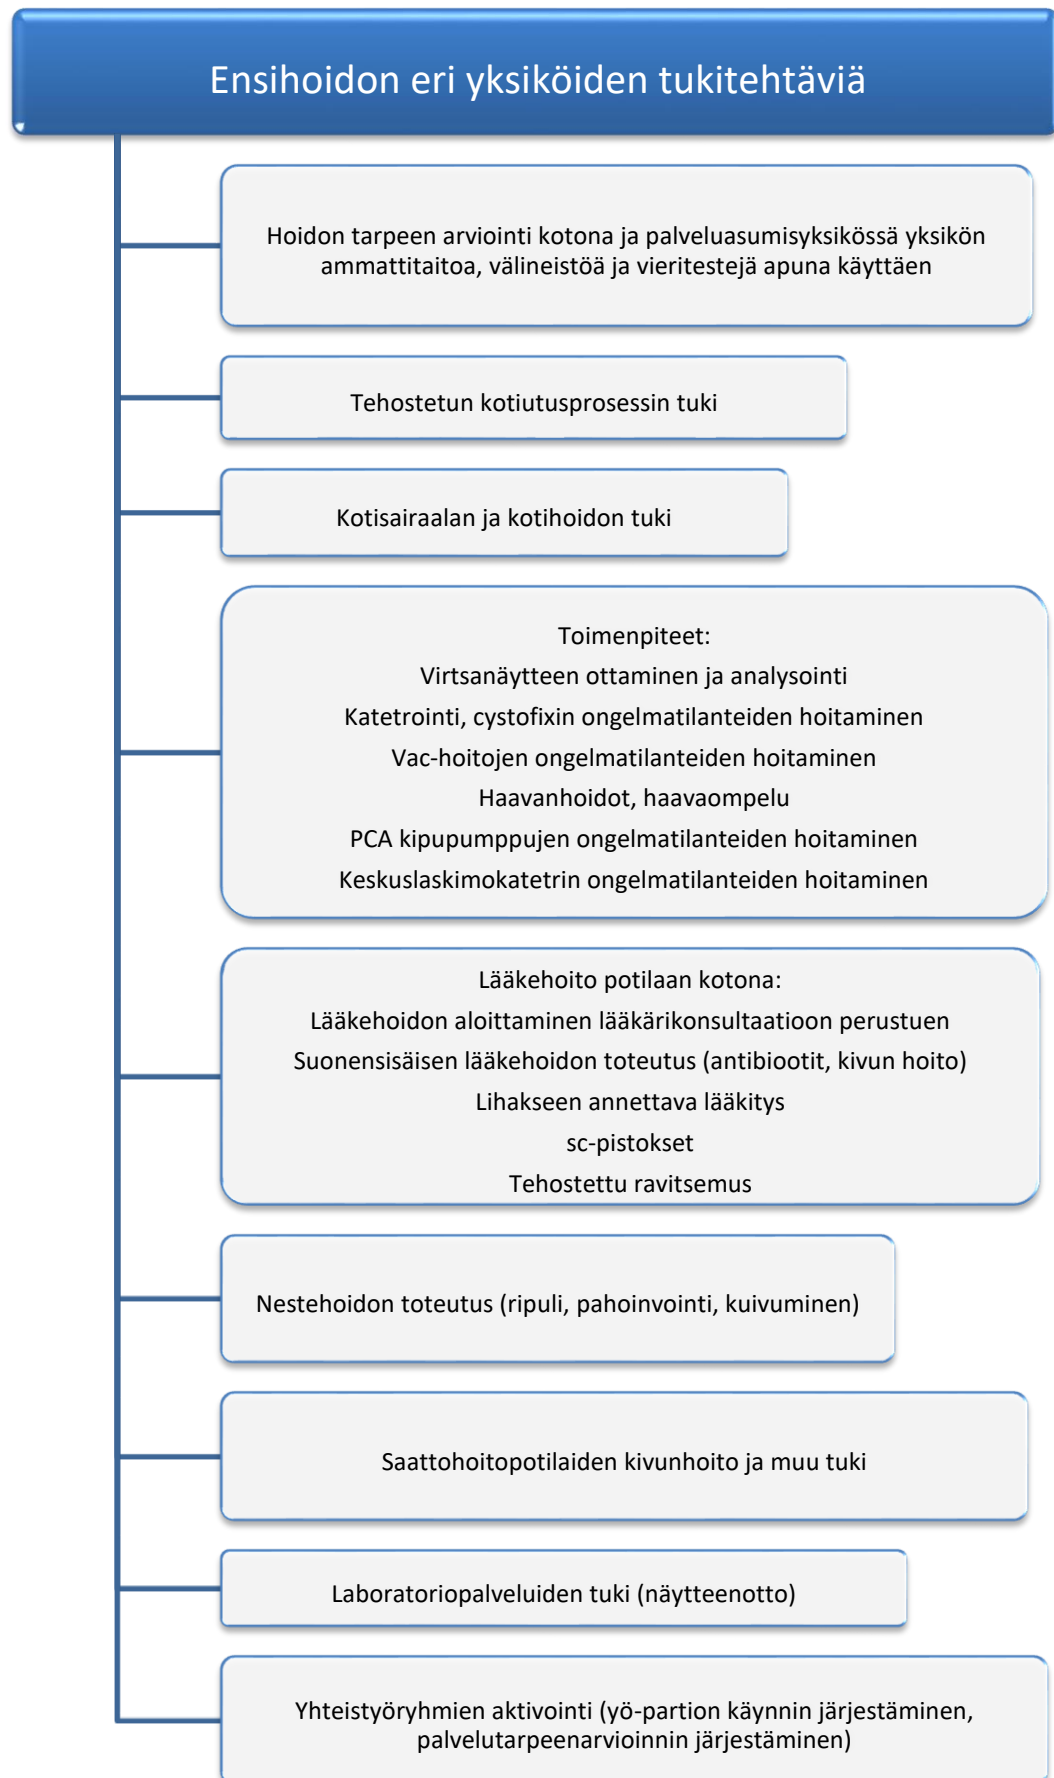 Ensihoidon eri yksiköiden tukitehtäviä
Hoidon tarpeen arviointi kotona ja palveluasumisyksikössä yksikön
ammattitaitoa, välineistöä ja vieritestejä apuna käyttäen
Tehostetun kotiutusprosessin tuki
Kotisairaalan ja kotihoidon tuki
Toimenpiteet:
Virtsanäytteen ottaminen ja analysointi
Katetrointi, cystofixin ongelmatilanteiden hoitaminen
Vac-hoitojen ongelmatilanteiden hoitaminen
Haavanhoidot, haavaompelu
PCA kipupumppujen ongelmatilanteiden hoitaminen
Keskuslaskimokatetrin ongelmatilanteiden hoitaminen
Lääkehoito potilaan kotona:
Lääkehoidon aloittaminen lääkärikonsultaatioon perustuen
Suonensisäisen lääkehoidon toteutus (antibiootit, kivun hoito)
Lihakseen annettava lääkitys
sc-pistokset
Tehostettu ravitsemus
Nestehoidon toteutus (ripuli, pahoinvointi, kuivuminen)
Saattohoitopotilaiden kivunhoito ja muu tuki
Laboratoriopalveluiden tuki (näytteenotto)
Yhteistyöryhmien aktivointi (yö-partion käynnin järjestäminen,
palvelutarpeenarvioinnin järjestäminen)